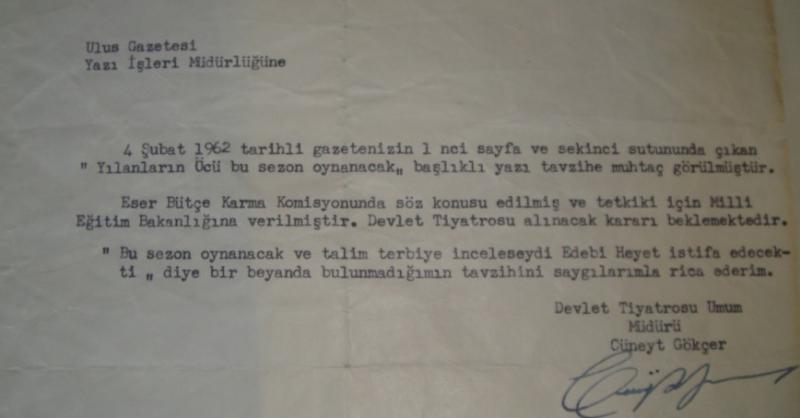 Ulus Gazetesi
Yazı İşleri Müdürlüğüne
4 Şubat 1962 tarihli gazetenizin 1 nci sayfa ve sekinci sutununda çıkan
" Yılanların Öcü bu sezon oynanacak„ başlıklı yazı tavzihe muhtaç görülmüştür.
Eser Bütçe Karma Komisyonunda söz konusu edilmiş ve tetkiki için Milli
Eğitim Bakanlığına verilmiştir. Devlet Tiyatrosu alınacak kararı beklemektedir.
" Bu sezon oynanacak ve talim terbiye inceleseydi Edebi Heyet istifa edecek-
ti „ diye bir beyanda bulunmadığımın tavzihini saygılarımla rica ederim.
Devlet Tiyatrosu Umum
Müdürü
Cüneyt Gökçer